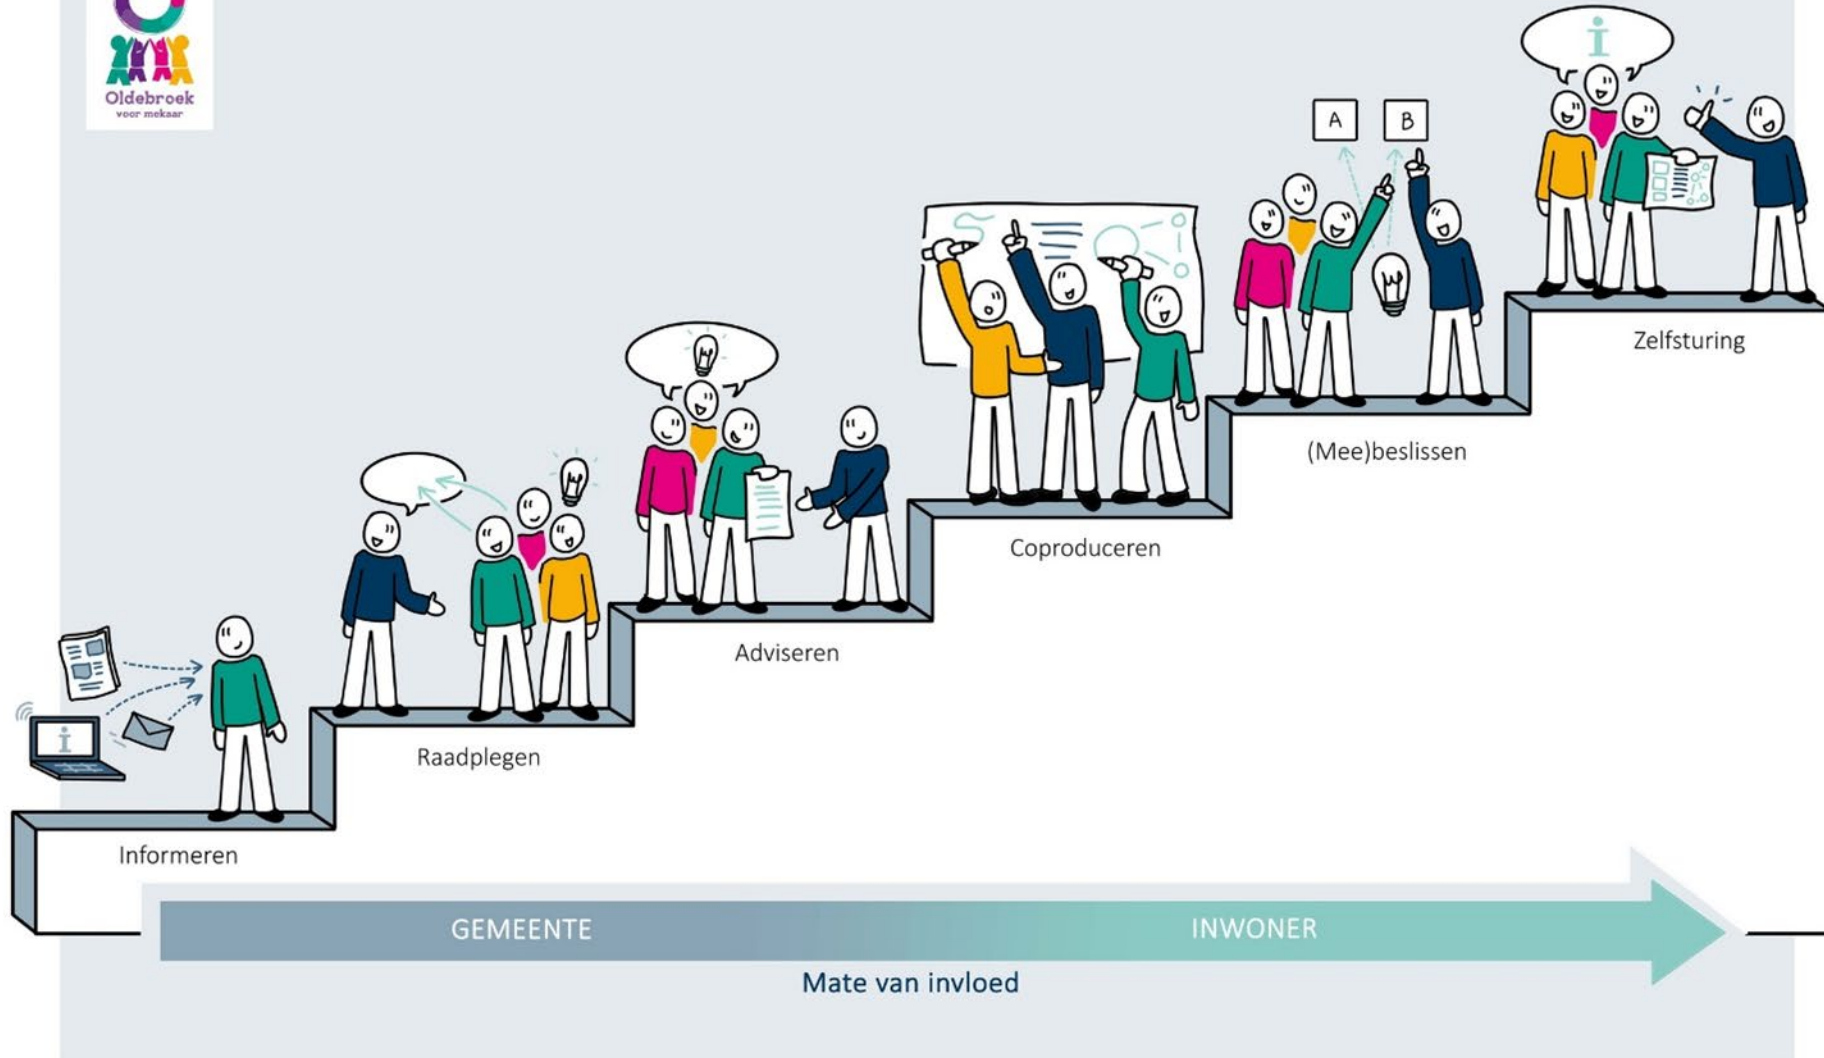 Oldebroek
voor mekaar
i
A
B
Zelfsturing
(Mee)beslissen
Coproduceren
Adviseren
Raadplegen
i
Informeren
GEMEENTE
INWONER
Mate van invloed